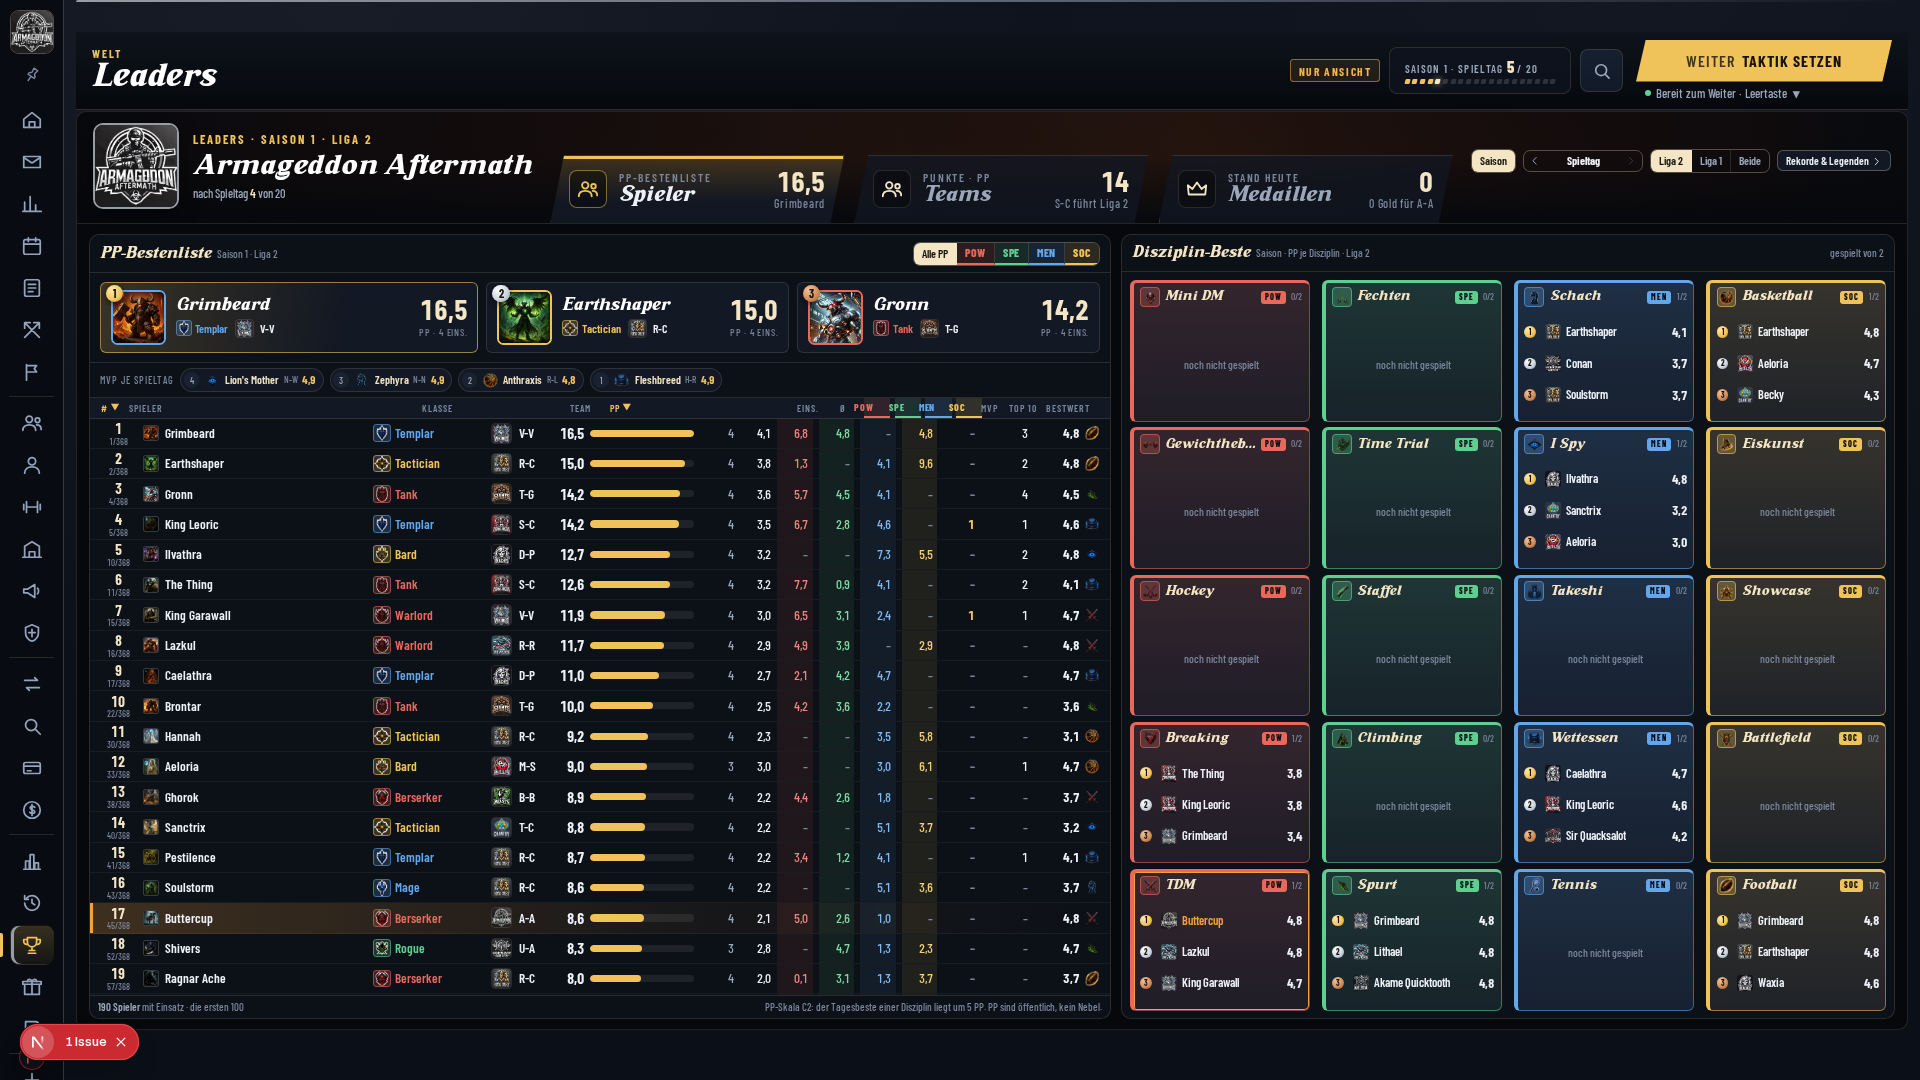 WELT
Leaders
NUR ANSICHT
SAISON 1 · SPIELTAG 5 / 20
WEITER TAKTIK SETZEN
Bereit zum Weiter · Leertaste ▼
LEADERS · SAISON 1 · LIGA 2
Armageddon Aftermath
nach Spieltag 4 von 20
PP-BESTENLISTE
Spieler
16,5
Grimbeard
PUNKTE · PP
Teams
14
S-C führt Liga 2
STAND HEUTE
Medaillen
0
0 Gold für A-A
Saison
Spieltag
Liga 2 Liga 1 Beide
Rekorde & Legenden
PP-Bestenliste Saison 1 · Liga 2
Alle PP POW SPE MEN SOC
1 Grimbeard Templar V-V 16,5 PP · 4 EINS.
2 Earthshaper Tactician R-C 15,0 PP · 4 EINS.
3 Gronn Tank T-G 14,2 PP · 4 EINS.
MVP JE SPIELTAG 4 Lion's Mother N-W 4,9 3 Zephyra N-N 4,9 2 Anthraxis R-L 4,8 1 Fleshbreed H-R 4,9
# ▼ SPIELER KLASSE TEAM PP ▼ EINS. Ø POW SPE MEN SOC MVP TOP 10 BESTWERT
1 1/368 Grimbeard Templar V-V 16,5 4 4,1 6,8 4,8 – 4,8 – 3 4,8
2 2/368 Earthshaper Tactician R-C 15,0 4 3,8 1,3 – 4,1 9,6 – 2 4,8
3 4/368 Gronn Tank T-G 14,2 4 3,6 5,7 4,5 4,1 – – 4 4,5
4 5/368 King Leoric Templar S-C 14,2 4 3,5 6,7 2,8 4,6 – 1 1 4,6
5 10/368 Ilvathra Bard D-P 12,7 4 3,2 – – 7,3 5,5 – 2 4,8
6 11/368 The Thing Tank S-C 12,6 4 3,2 7,7 0,9 4,1 – – 2 4,1
7 15/368 King Garawall Warlord V-V 11,9 4 3,0 6,5 3,1 2,4 – 1 1 4,7
8 16/368 Lazkul Warlord R-R 11,7 4 2,9 4,9 3,9 – 2,9 – – 4,8
9 17/368 Caelathra Templar D-P 11,0 4 2,7 2,1 4,2 4,7 – – – 4,7
10 22/368 Brontar Tank T-G 10,0 4 2,5 4,2 3,6 2,2 – – – 3,6
11 30/368 Hannah Tactician R-C 9,2 4 2,3 – – 3,5 5,8 – – 3,1
12 33/368 Aeloria Bard M-S 9,0 3 3,0 – – 3,0 6,1 – 1 4,7
13 38/368 Ghorok Berserker B-B 8,9 4 2,2 4,4 2,6 1,8 – – – 3,7
14 40/368 Sanctrix Tactician T-C 8,8 4 2,2 – – 5,1 3,7 – – 3,2
15 41/368 Pestilence Templar R-C 8,7 4 2,2 3,4 1,2 4,1 – – 1 4,1
16 43/368 Soulstorm Mage R-C 8,6 4 2,2 – – 5,1 3,6 – – 3,7
17 45/368 Buttercup Berserker A-A 8,6 4 2,1 5,0 2,6 1,0 – – – 4,8
18 52/368 Shivers Rogue U-A 8,3 3 2,8 – 4,7 1,3 2,3 – – 4,7
19 57/368 Ragnar Ache Berserker R-C 8,0 4 2,0 0,1 3,1 1,3 3,7 – – 3,7
190 Spieler mit Einsatz · die ersten 100
PP-Skala C2: der Tagesbeste einer Disziplin liegt um 5 PP. PP sind öffentlich, kein Nebel.
Disziplin-Beste Saison · PP je Disziplin · Liga 2
gespielt von 2
Mini DM POW 0/2
noch nicht gespielt
Fechten SPE 0/2
noch nicht gespielt
Schach MEN 1/2
1 Earthshaper 4,1
2 Conan 3,7
3 Soulstorm 3,7
Basketball SOC 1/2
1 Earthshaper 4,8
2 Aeloria 4,7
3 Becky 4,3
Gewichtheb... POW 0/2
noch nicht gespielt
Time Trial SPE 0/2
noch nicht gespielt
I Spy MEN 1/2
1 Ilvathra 4,8
2 Sanctrix 3,2
3 Aeloria 3,0
Eiskunst SOC 0/2
noch nicht gespielt
Hockey POW 0/2
noch nicht gespielt
Staffel SPE 0/2
noch nicht gespielt
Takeshi MEN 0/2
noch nicht gespielt
Showcase SOC 0/2
noch nicht gespielt
Breaking POW 1/2
1 The Thing 3,8
2 King Leoric 3,8
3 Grimbeard 3,4
Climbing SPE 0/2
noch nicht gespielt
Wettessen MEN 1/2
1 Caelathra 4,7
2 King Leoric 4,6
3 Sir Quacksalot 4,2
Battlefield SOC 0/2
noch nicht gespielt
TDM POW 1/2
1 Buttercup 4,8
2 Lazkul 4,8
3 King Garawall 4,7
Spurt SPE 1/2
1 Grimbeard 4,8
2 Lithael 4,8
3 Akame Quicktooth 4,8
Tennis MEN 0/2
noch nicht gespielt
Football SOC 1/2
1 Grimbeard 4,8
2 Earthshaper 4,8
3 Waxia 4,6
N 1 Issue